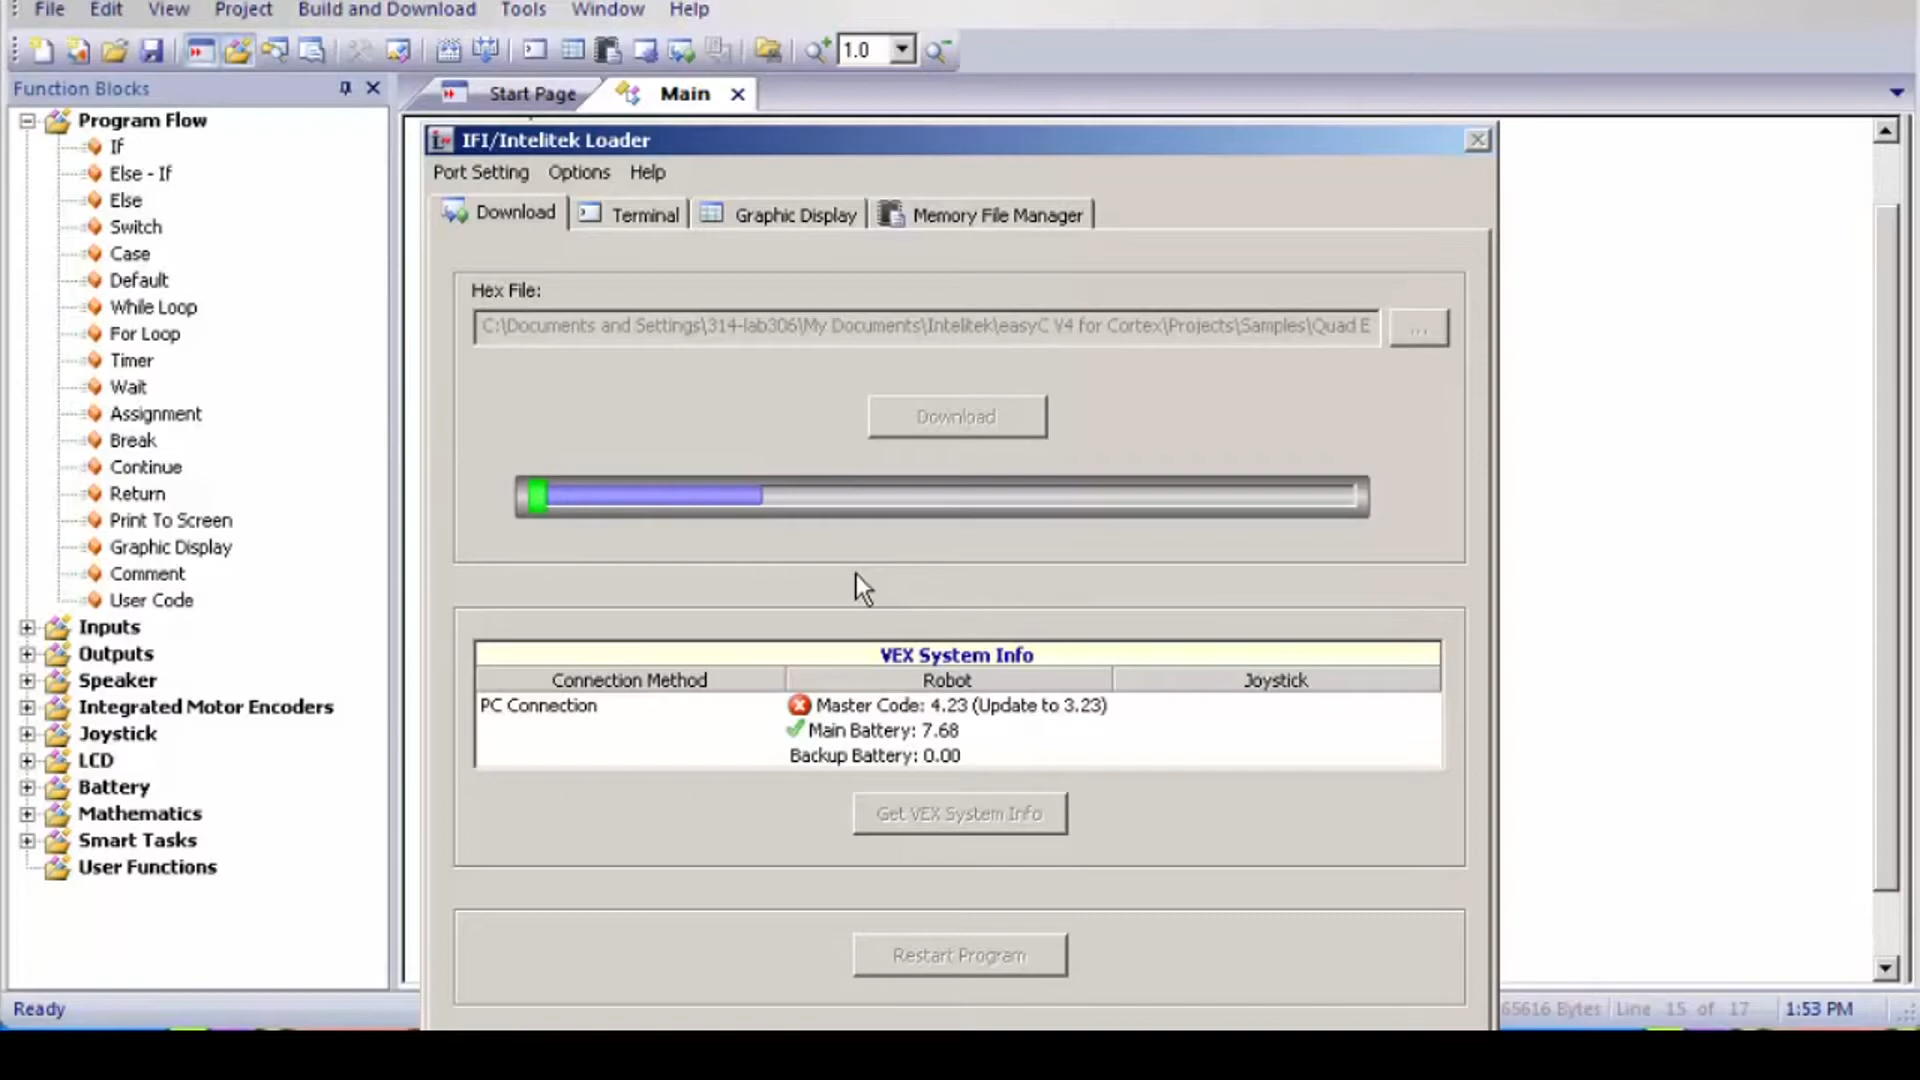 File Edit View Project Build and Download Tools Window Help
1.0
Function Blocks
Start Page
Main
Program Flow
If
Else - If
Else
Switch
Case
Default
While Loop
For Loop
Timer
Wait
Assignment
Break
Continue
Return
Print To Screen
Graphic Display
Comment
User Code
Inputs
Outputs
Speaker
Integrated Motor Encoders
Joystick
LCD
Battery
Mathematics
Smart Tasks
User Functions
IFI/Intelitek Loader
Port Setting Options Help
Download Terminal Graphic Display Memory File Manager
Hex File:
C:\Documents and Settings\314-lab306\My Documents\Intelitek\easyC V4 for Cortex\Projects\Samples\Quad E
...
Download
VEX System Info
Connection Method Robot Joystick
PC Connection Master Code: 4.23 (Update to 3.23)
Main Battery: 7.68
Backup Battery: 0.00
Get VEX System Info
Restart Program
Ready
65616 Bytes Line 15 of 17 1:53 PM